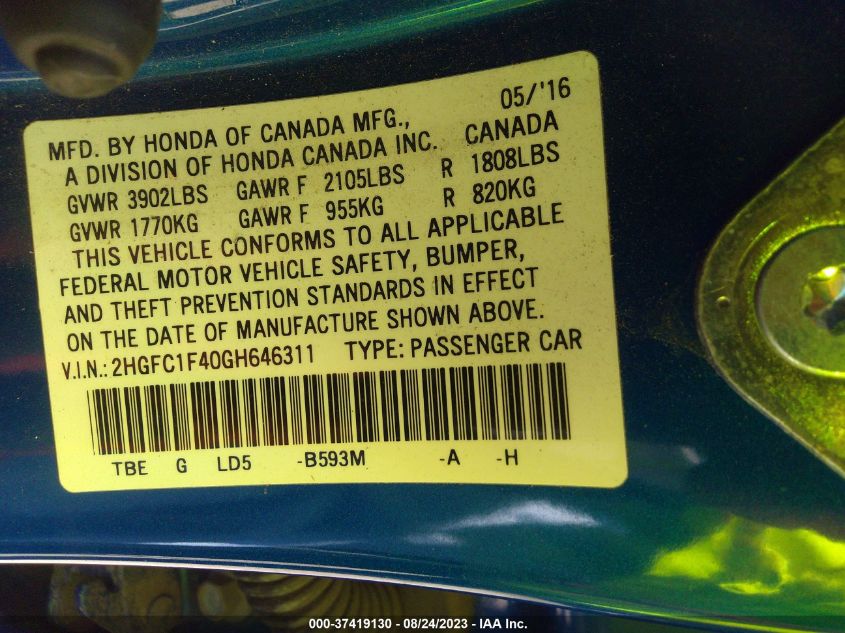 05/'16
MFD. BY HONDA OF CANADA MFG.,
A DIVISION OF HONDA CANADA INC. CANADA
GVWR 3902LBS GAWR F 2105LBS R 1808LBS
GVWR 1770KG GAWR F 955KG R 820KG
THIS VEHICLE CONFORMS TO ALL APPLICABLE
FEDERAL MOTOR VEHICLE SAFETY, BUMPER,
AND THEFT PREVENTION STANDARDS IN EFFECT
ON THE DATE OF MANUFACTURE SHOWN ABOVE.
V.I.N.: 2HGFC1F40GH646311 TYPE: PASSENGER CAR
TBE G LD5 -B593M -A -H
000-37419130 - 08/24/2023 - IAA Inc.